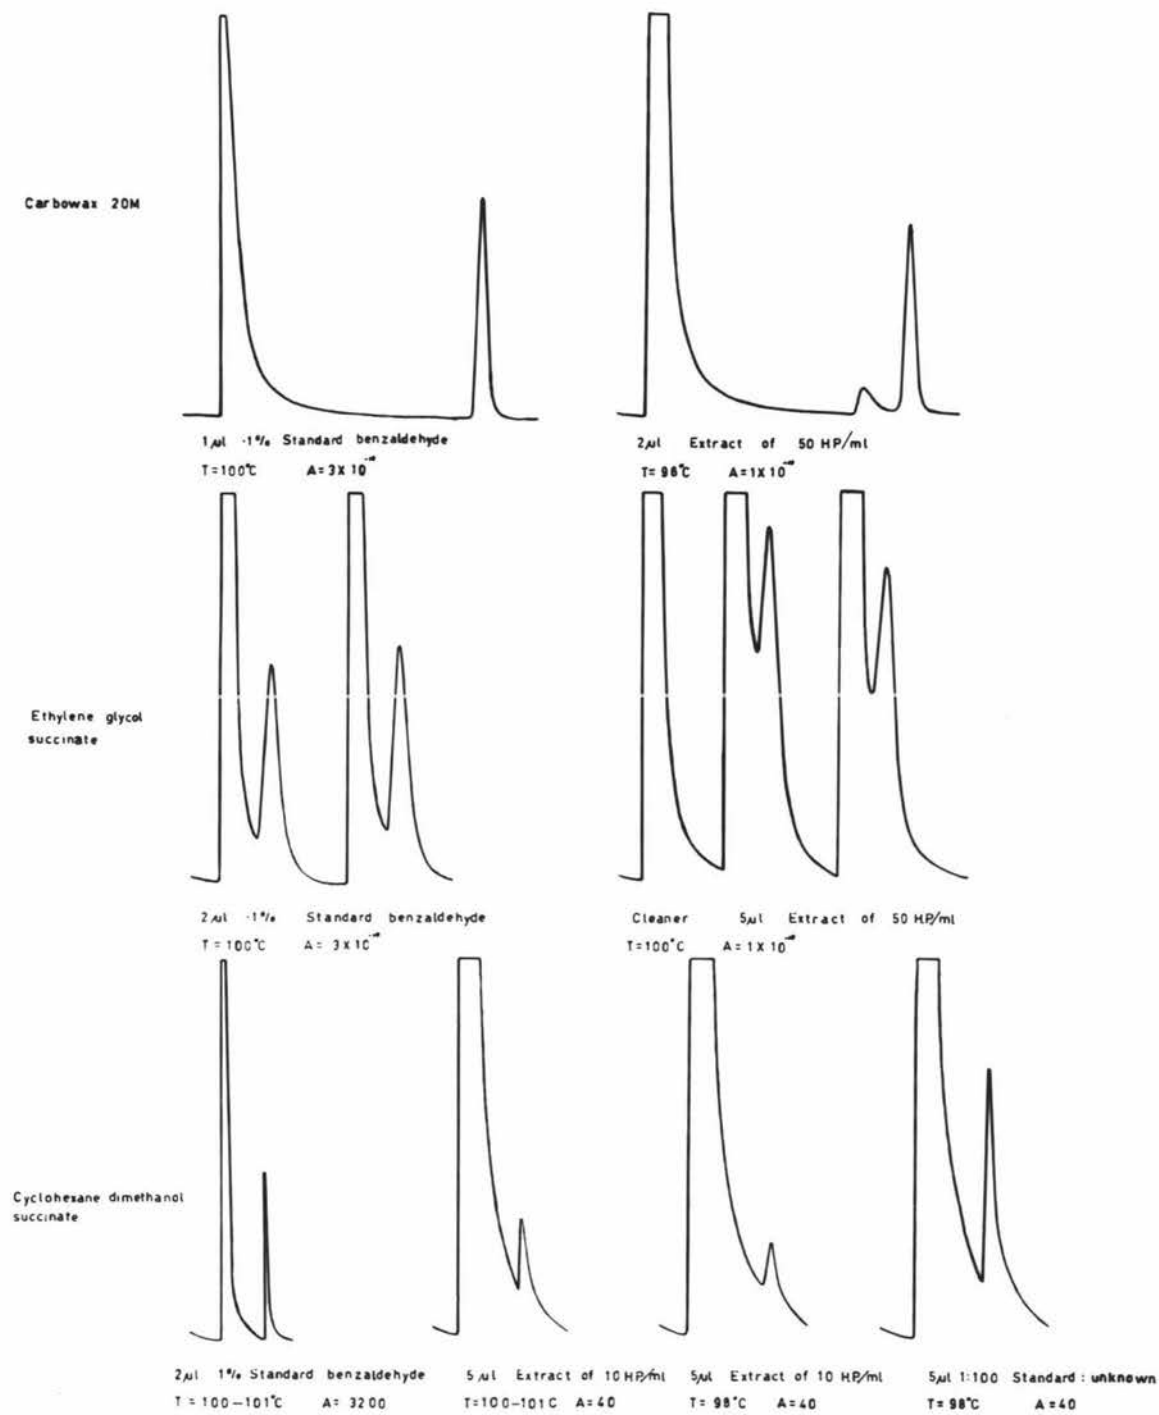 Carbowax 20M
1µl ·1% Standard benzaldehyde
T=100°C A=3X10
2µl Extract of 50 HP/ml
T=98°C A=1X10
Ethylene glycol
succinate
2µl ·1% Standard benzaldehyde
T=100°C A= 3X10
Cleaner 5µl Extract of 50 H.P/ml
T=100°C A=1X10
Cyclohexane dimethanol
succinate
2µl 1% Standard benzaldehyde
T = 100-101°C A= 3200
5µl Extract of 10 H.P/ml
T=100-101C A=40
5µl Extract of 10 H.P/ml
T= 98°C A=40
5µl 1:100 Standard : unknown
T=98°C A=40